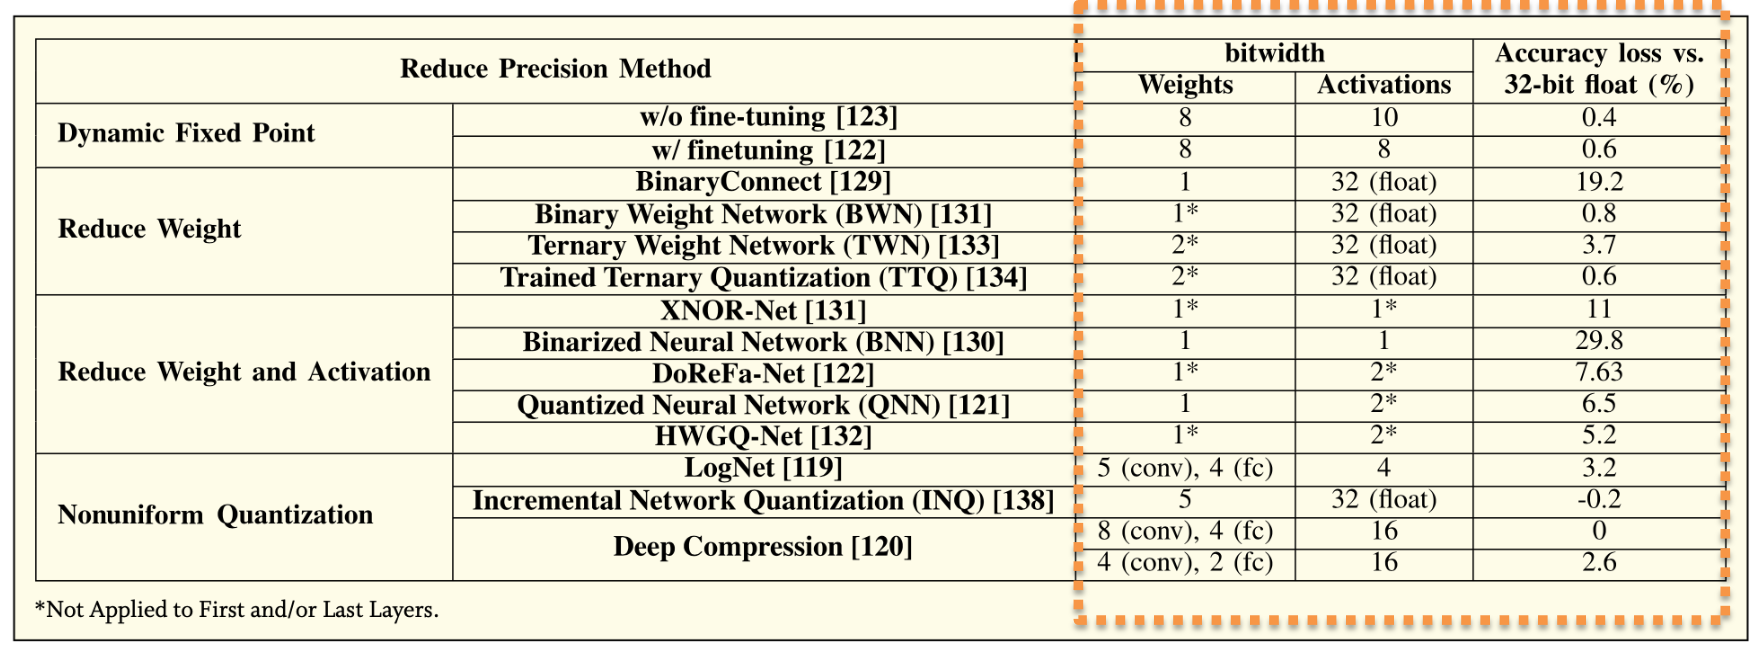 Reduce Precision Method bitwidth Accuracy loss vs. 32-bit float (%)
Weights Activations
Dynamic Fixed Point w/o fine-tuning [123] 8 10 0.4
w/ finetuning [122] 8 8 0.6
Reduce Weight BinaryConnect [129] 1 32 (float) 19.2
Binary Weight Network (BWN) [131] 1* 32 (float) 0.8
Ternary Weight Network (TWN) [133] 2* 32 (float) 3.7
Trained Ternary Quantization (TTQ) [134] 2* 32 (float) 0.6
Reduce Weight and Activation XNOR-Net [131] 1* 1* 11
Binarized Neural Network (BNN) [130] 1 1 29.8
DoReFa-Net [122] 1* 2* 7.63
Quantized Neural Network (QNN) [121] 1 2* 6.5
HWGQ-Net [132] 1* 2* 5.2
Nonuniform Quantization LogNet [119] 5 (conv), 4 (fc) 4 3.2
Incremental Network Quantization (INQ) [138] 5 32 (float) -0.2
Deep Compression [120] 8 (conv), 4 (fc) 16 0
4 (conv), 2 (fc) 16 2.6
*Not Applied to First and/or Last Layers.